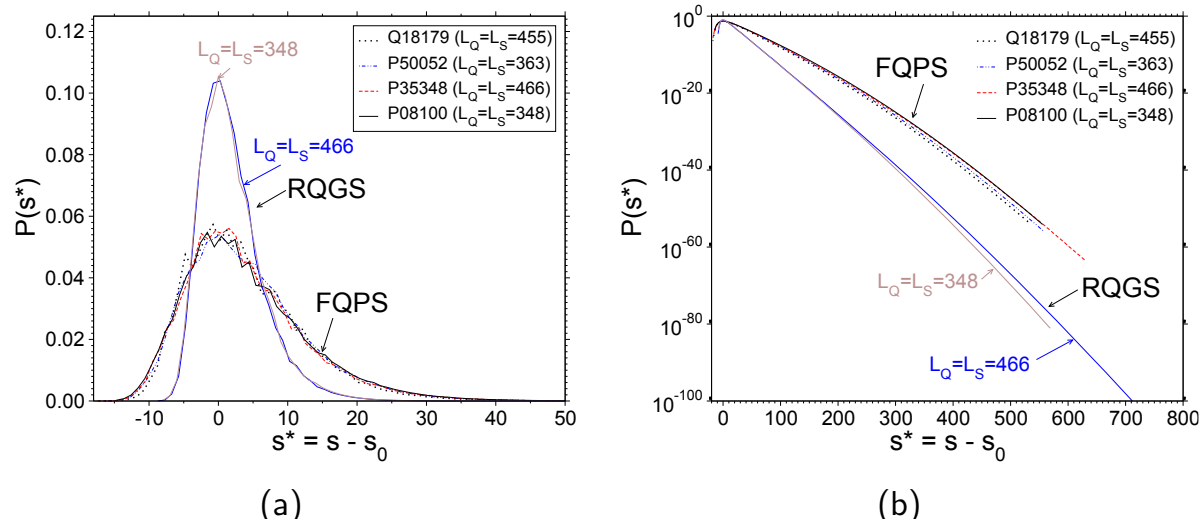 0.12
0.10
0.08
0.06
0.04
0.02
0.00
P(s*)
-10
0
10
20
30
40
50
s* = s - s₀
L_Q=L_S=348
Q18179 (L_Q=L_S=455)
P50052 (L_Q=L_S=363)
P35348 (L_Q=L_S=466)
P08100 (L_Q=L_S=348)
L_Q=L_S=466
RQGS
FQPS
(a)
10⁰
10⁻²⁰
10⁻⁴⁰
10⁻⁶⁰
10⁻⁸⁰
10⁻¹⁰⁰
P(s*)
0
100
200
300
400
500
600
700
800
s* = s - s₀
Q18179 (L_Q=L_S=455)
P50052 (L_Q=L_S=363)
P35348 (L_Q=L_S=466)
P08100 (L_Q=L_S=348)
FQPS
L_Q=L_S=348
RQGS
L_Q=L_S=466
(b)